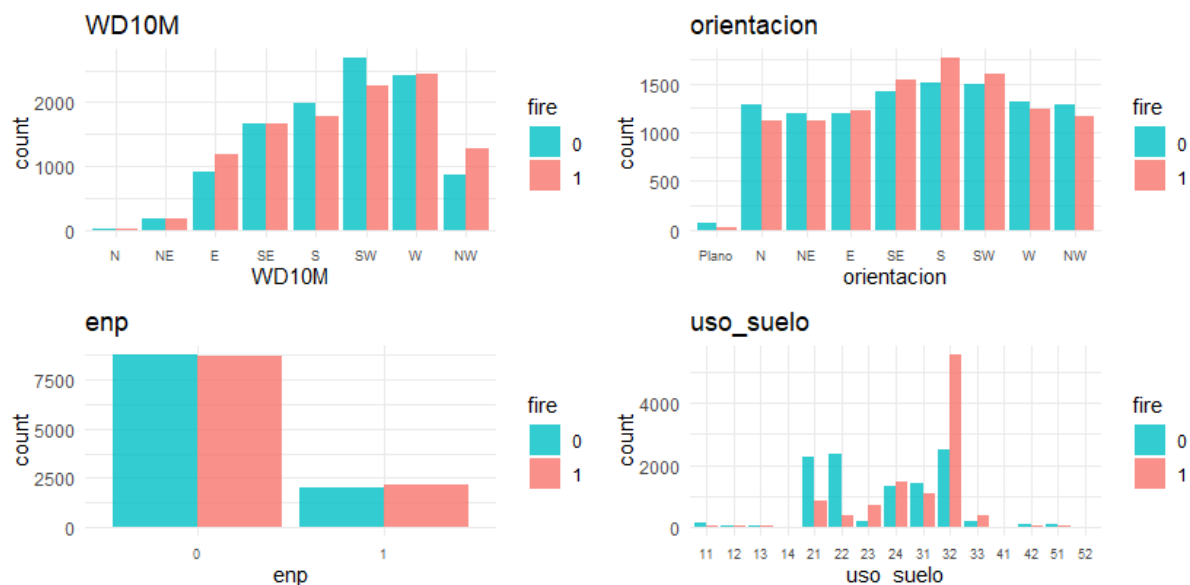 WD10M
count
2000
1000
0
N NE E SE S SW W NW
WD10M
fire
0
1
orientacion
count
1500
1000
500
0
Plano N NE E SE S SW W NW
orientacion
fire
0
1
enp
count
7500
5000
2500
0
0 1
enp
fire
0
1
uso_suelo
count
4000
2000
0
11 12 13 14 21 22 23 24 31 32 33 41 42 51 52
uso_suelo
fire
0
1